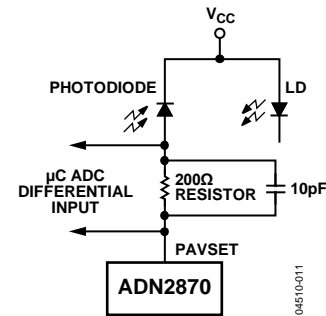 VCC
PHOTODIODE
LD
µC ADC
DIFFERENTIAL
INPUT
200Ω
RESISTOR
10pF
PAVSET
ADN2870
04510-011